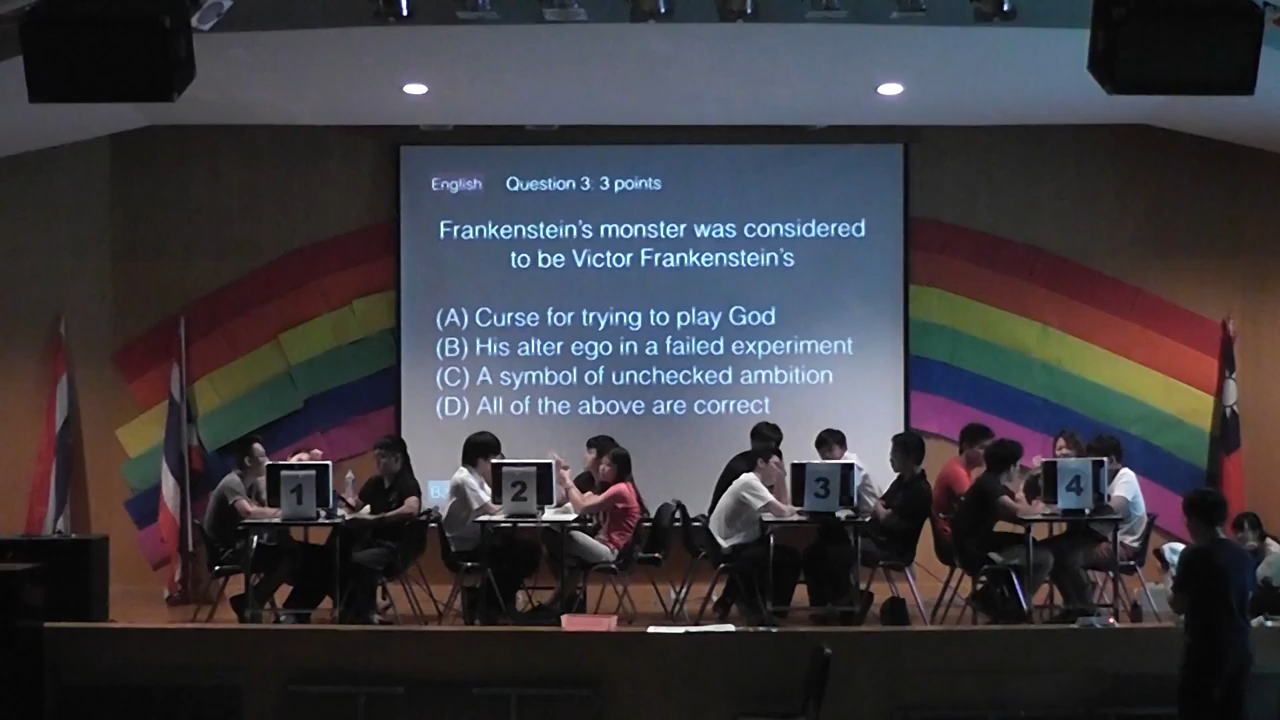 English Question 3: 3 points
Frankenstein's monster was considered
to be Victor Frankenstein's
(A) Curse for trying to play God
(B) His alter ego in a failed experiment
(C) A symbol of unchecked ambition
(D) All of the above are correct
1
2
3
4